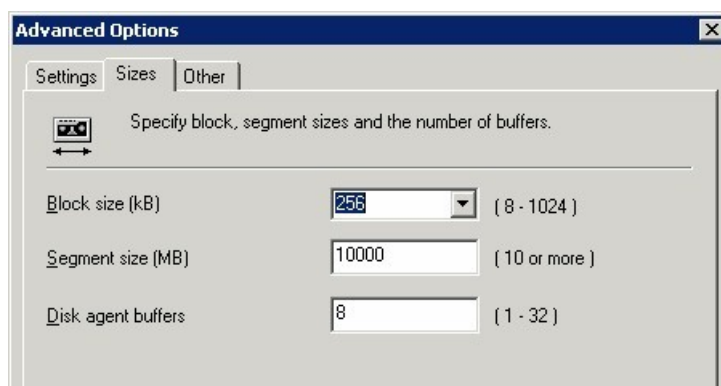 Advanced Options
Settings Sizes Other
Specify block, segment sizes and the number of buffers.
Block size (kB) 256 ( 8 - 1024 )
Segment size (MB) 10000 ( 10 or more )
Disk agent buffers 8 ( 1 - 32 )